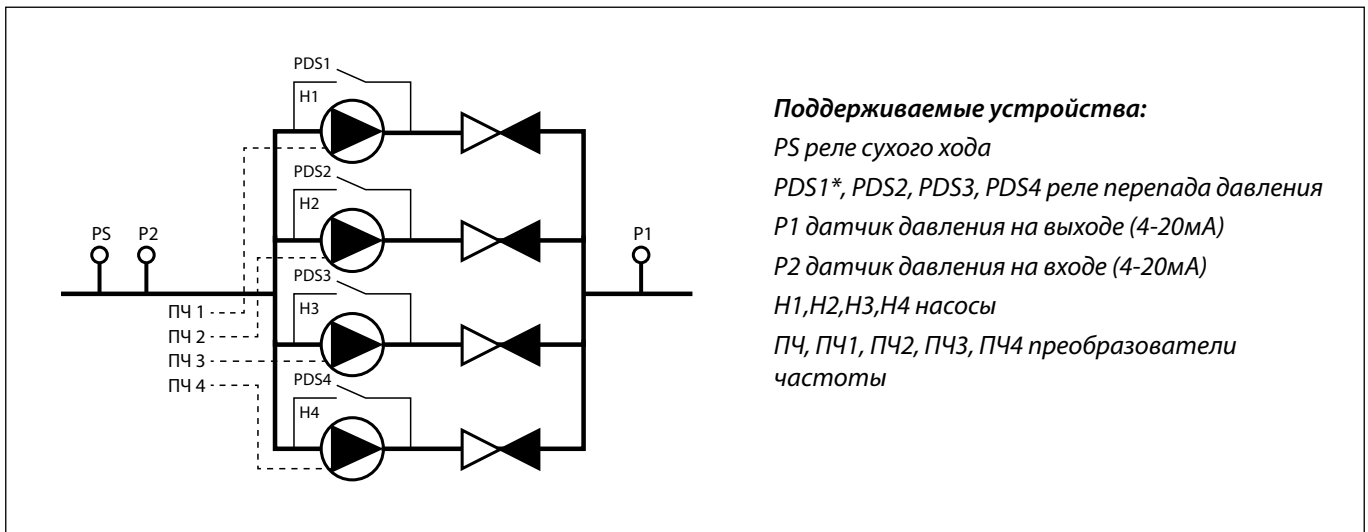 PDS1
H1
PDS2
H2
PS
P2
P1
PDS3
ПЧ 1
H3
ПЧ 2
ПЧ 3
PDS4
ПЧ 4
H4
Поддерживаемые устройства:
PS реле сухого хода
PDS1*, PDS2, PDS3, PDS4 реле перепада давления
P1 датчик давления на выходе (4-20мА)
P2 датчик давления на входе (4-20мА)
H1,H2,H3,H4 насосы
ПЧ, ПЧ1, ПЧ2, ПЧ3, ПЧ4 преобразователи
частоты